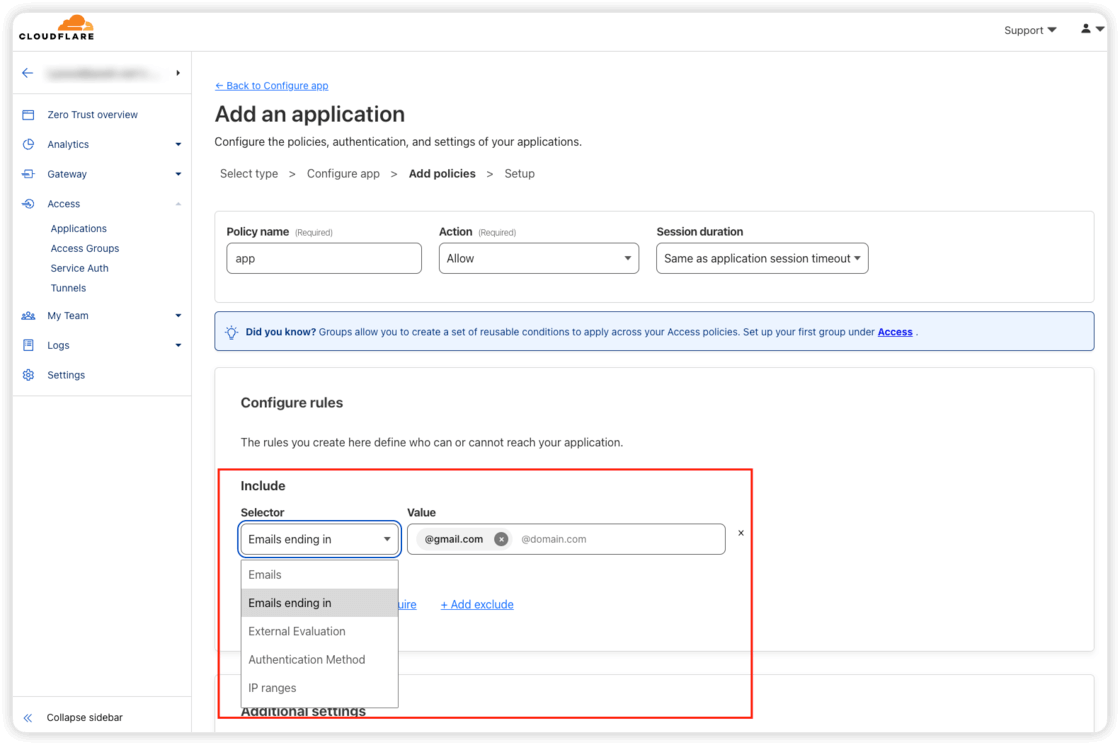 CLOUDFLARE
Support
← Back to Configure app
Zero Trust overview
Analytics
Gateway
Access
Applications
Access Groups
Service Auth
Tunnels
My Team
Logs
Settings
Collapse sidebar
Add an application
Configure the policies, authentication, and settings of your applications.
Select type > Configure app > Add policies > Setup
Policy name (Required)
app
Action (Required)
Allow
Session duration
Same as application session timeout
Did you know? Groups allow you to create a set of reusable conditions to apply across your Access policies. Set up your first group under Access .
Configure rules
The rules you create here define who can or cannot reach your application.
Include
Selector
Emails ending in
Value
@gmail.com @domain.com
Emails
Emails ending in
External Evaluation
Authentication Method
IP ranges
uire
+ Add exclude
Additional settings